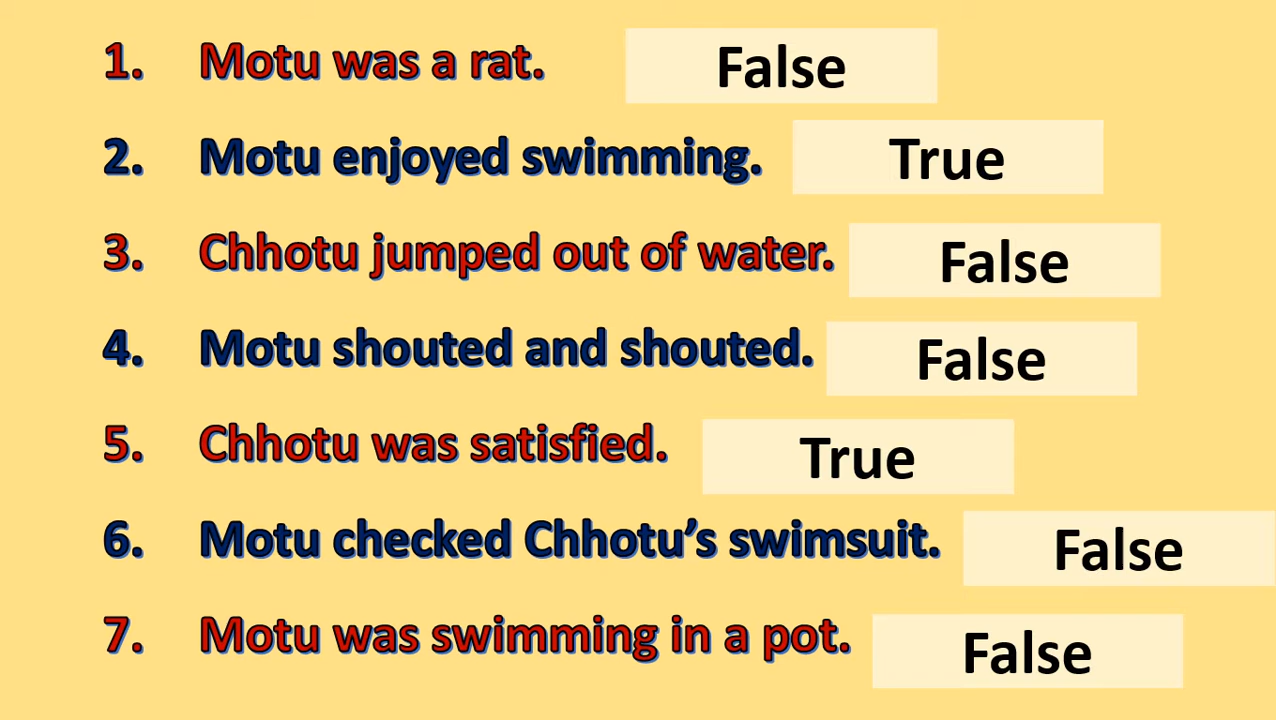 1. Motu was a rat. False
2. Motu enjoyed swimming. True
3. Chhotu jumped out of water. False
4. Motu shouted and shouted. False
5. Chhotu was satisfied. True
6. Motu checked Chhotu’s swimsuit. False
7. Motu was swimming in a pot. False